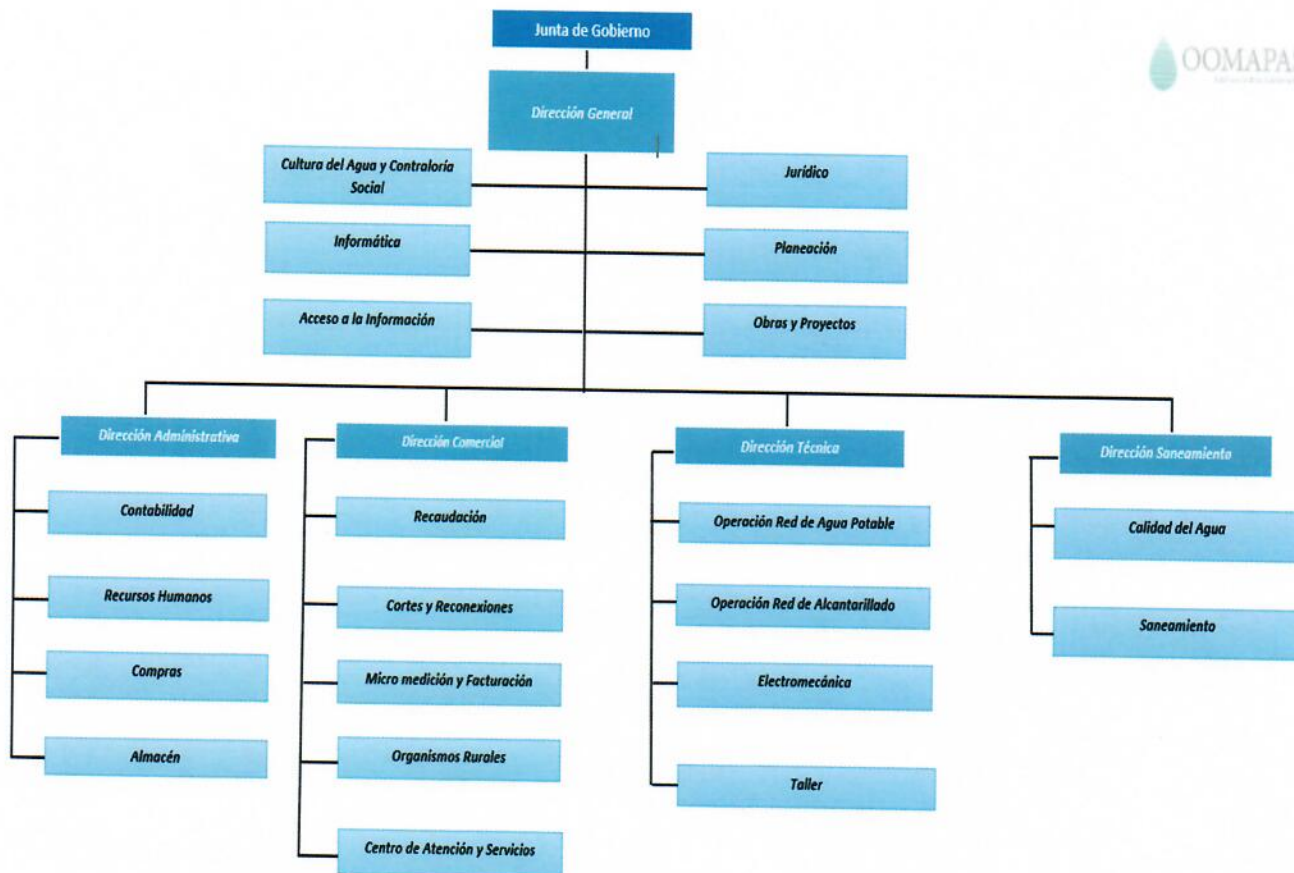 Junta de Gobierno
OOMAPAS
Dirección General
Cultura del Agua y Contraloría
Social
Jurídico
Informática
Planeación
Acceso a la Información
Obras y Proyectos
Dirección Administrativa
Dirección Comercial
Dirección Técnica
Dirección Saneamiento
Contabilidad
Recursos Humanos
Compras
Almacén
Recaudación
Cortes y Reconexiones
Micro medición y Facturación
Organismos Rurales
Centro de Atención y Servicios
Operación Red de Agua Potable
Operación Red de Alcantarillado
Electromecánica
Taller
Calidad del Agua
Saneamiento